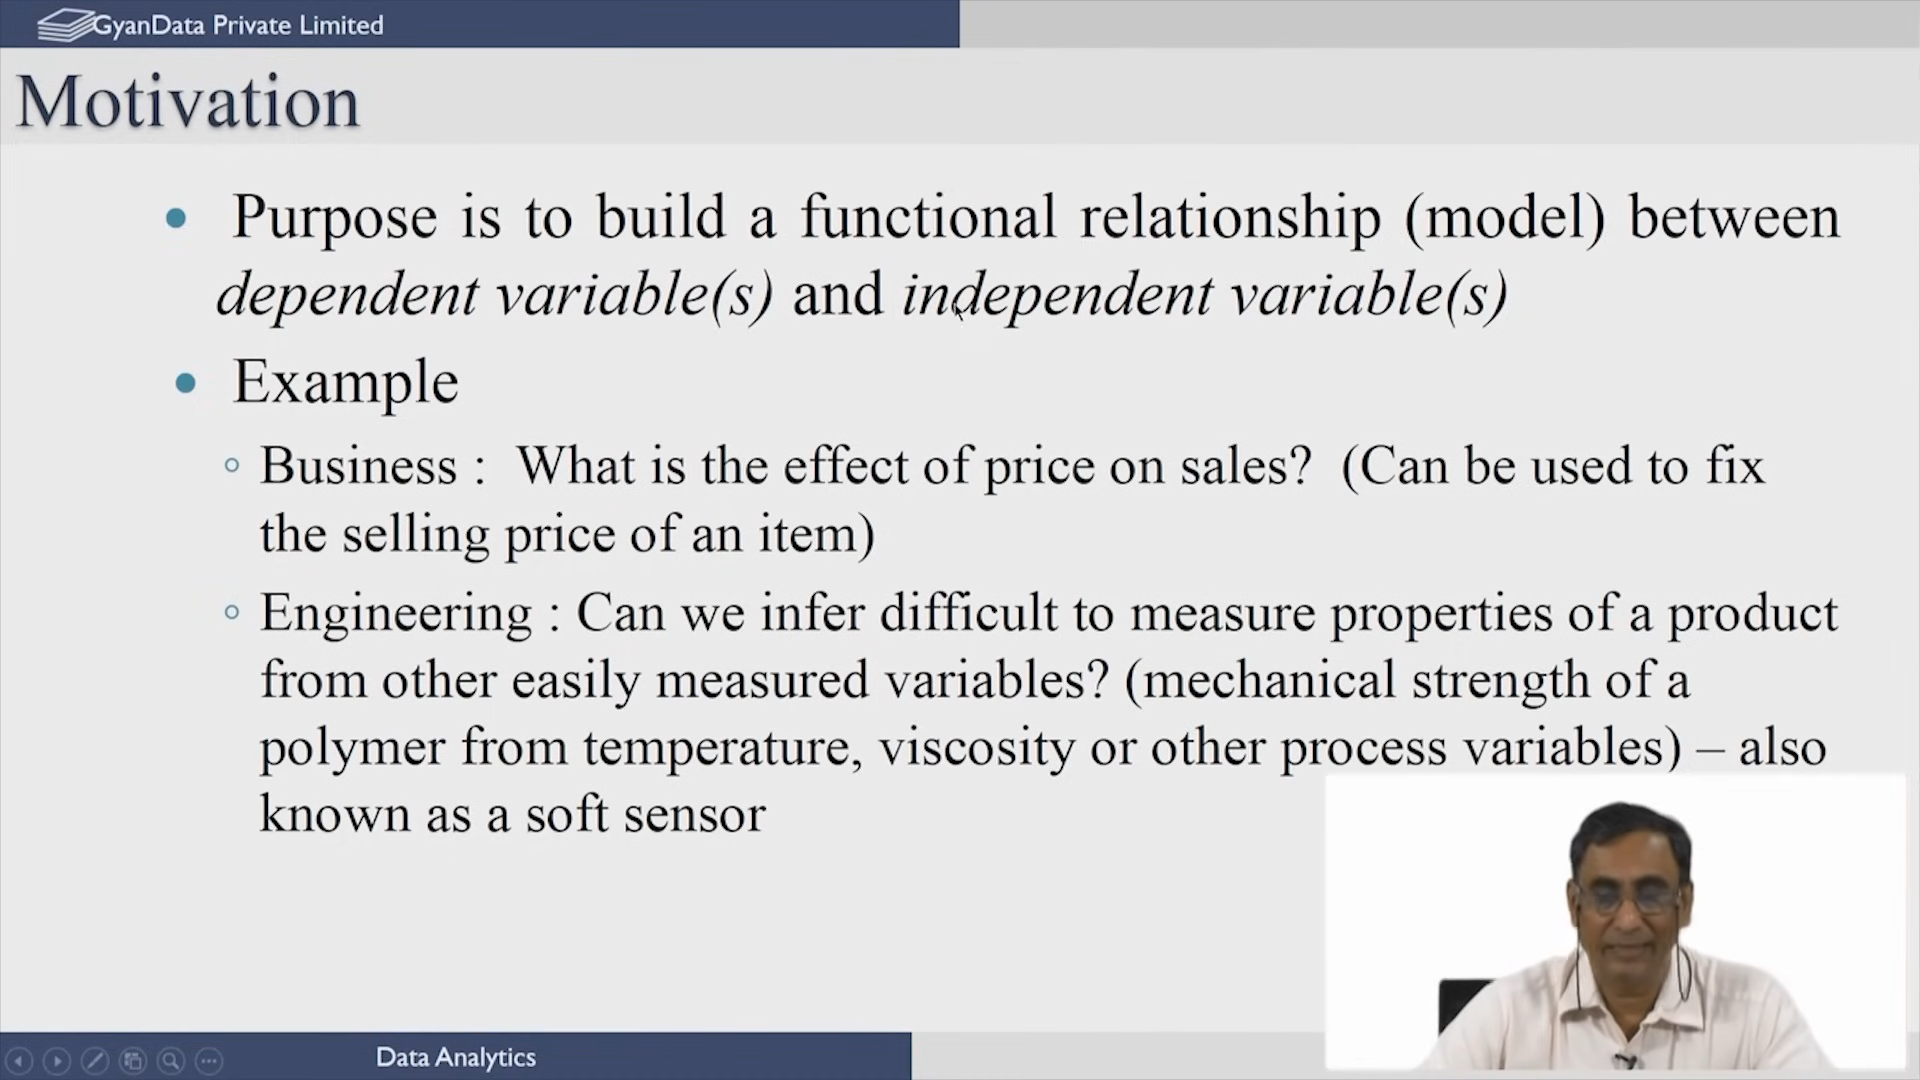 GyanData Private Limited
Motivation
• Purpose is to build a functional relationship (model) between
dependent variable(s) and independent variable(s)
• Example
◦ Business : What is the effect of price on sales? (Can be used to fix
the selling price of an item)
◦ Engineering : Can we infer difficult to measure properties of a product
from other easily measured variables? (mechanical strength of a
polymer from temperature, viscosity or other process variables) – also
known as a soft sensor
Data Analytics